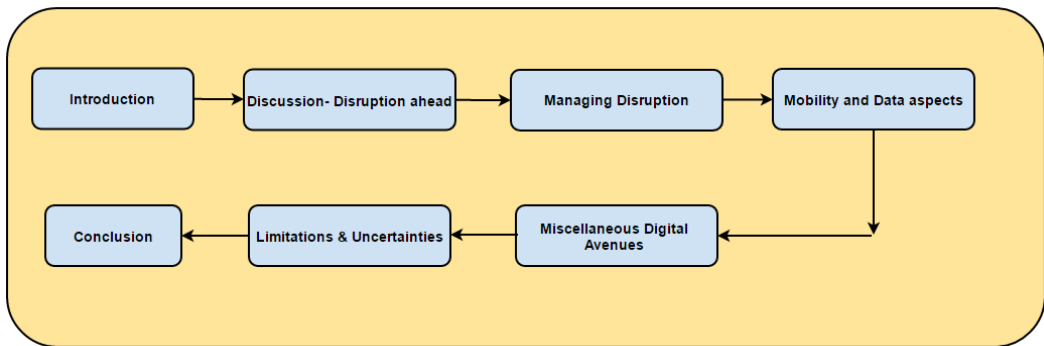 Introduction
Discussion- Disruption ahead
Managing Disruption
Mobility and Data aspects
Miscellaneous Digital
Avenues
Limitations & Uncertainties
Conclusion